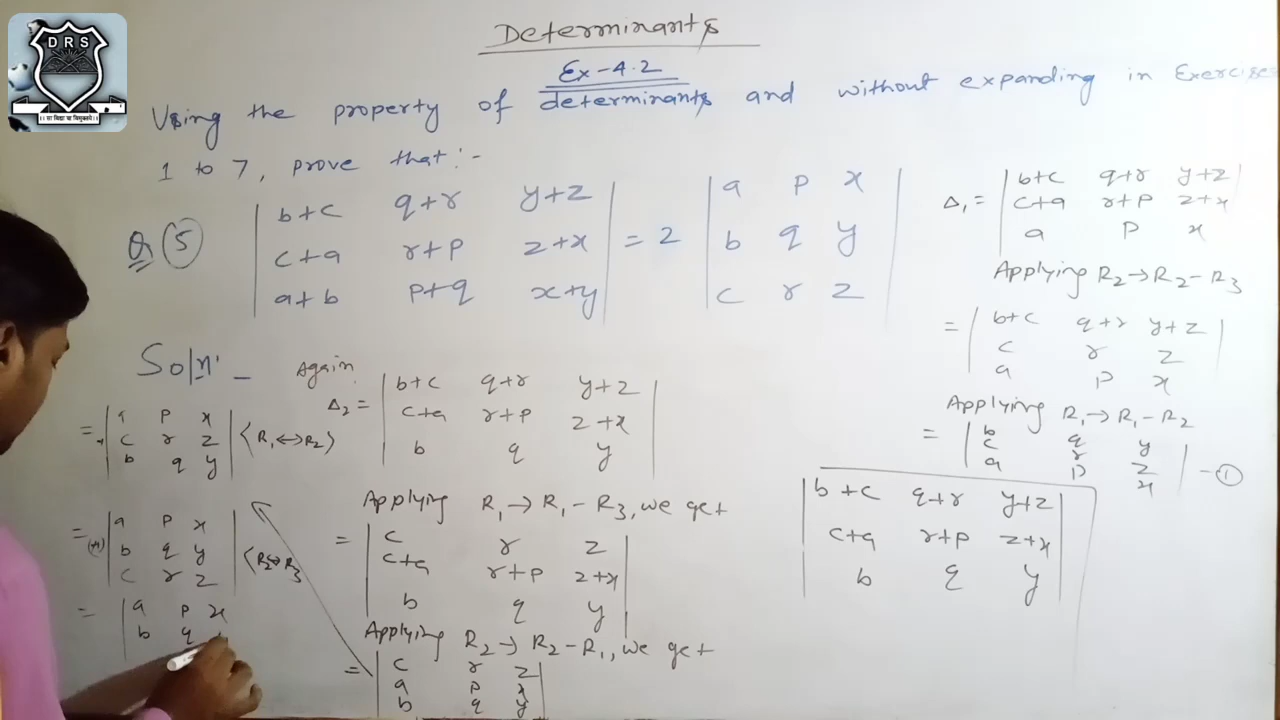 DRS
॥ सा विद्या या विमुक्तये ॥
Determinants
Ex-4.2
Using the property of determinants and without expanding in Exercises
1 to 7, prove that:-
Q (5) | b+c q+r y+z | = 2 | a p x |
| c+a r+p z+x | | b q y |
| a+b p+q x+y | | c r z |
Soln. -
= | a p x | <R₁↔R₂>
| c r z |
| b q y |
= (+1) | a p x | <R₂↔R₃
| b q y |
| c r z |
= | a p x
b q
Again
Δ₂ = | b+c q+r y+z |
| c+a r+p z+x |
| b q y |
Applying R₁→R₁-R₃, we get
= | c r z |
| c+a r+p z+x |
| b q y |
Applying R₂→R₂-R₁, we get
= | c r z |
| a p x |
| b q y |
Δ₁ = | b+c q+r y+z |
| c+a r+p z+x |
a p x
Applying R₂→R₂-R₃
= | b+c q+r y+z |
| c r z |
a p x
Applying R₁→R₁-R₂
= | b q y |
| c r z | - (1)
| a p x |
| b+c q+r y+z |
| c+a r+p z+x |
| b q y |